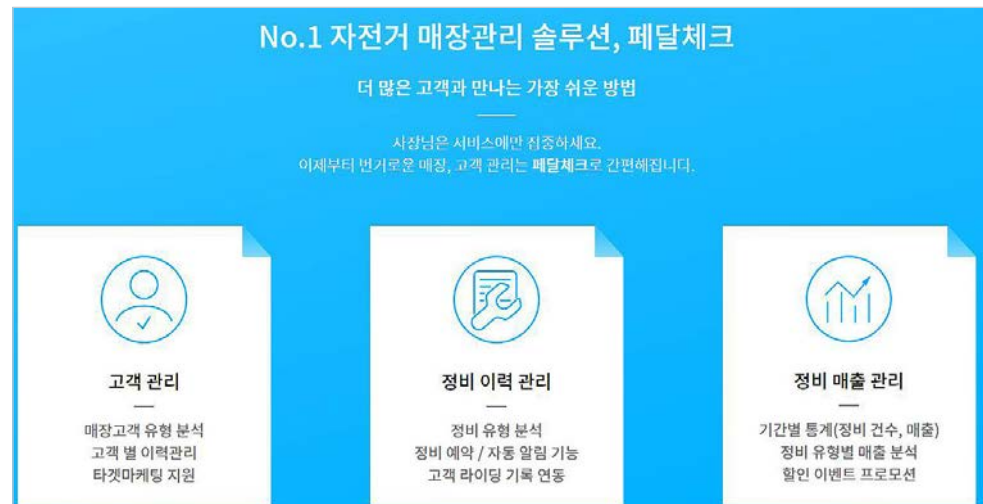 No.1 자전거 매장관리 솔루션, 페달체크
더 많은 고객과 만나는 가장 쉬운 방법
사장님은 서비스에만 집중하세요.
이제부터 번거로운 매장, 고객 관리는 페달체크로 간편해집니다.
고객 관리
매장고객 유형 분석
고객 별 이력관리
타겟마케팅 지원
정비 이력 관리
정비 유형 분석
정비 예약 / 자동 알림 기능
고객 라이딩 기록 연동
정비 매출 관리
기간별 통계(정비 건수, 매출)
정비 유형별 매출 분석
할인 이벤트 프로모션